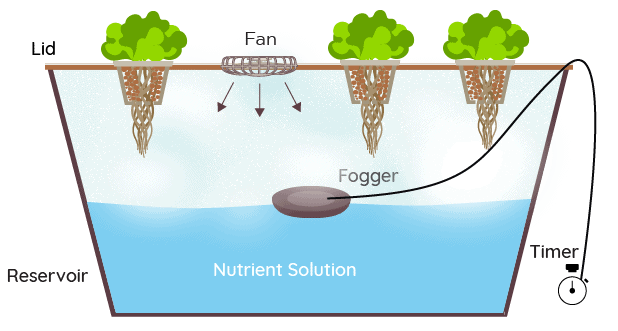 Fan
Lid
Fogger
Timer
Reservoir
Nutrient Solution